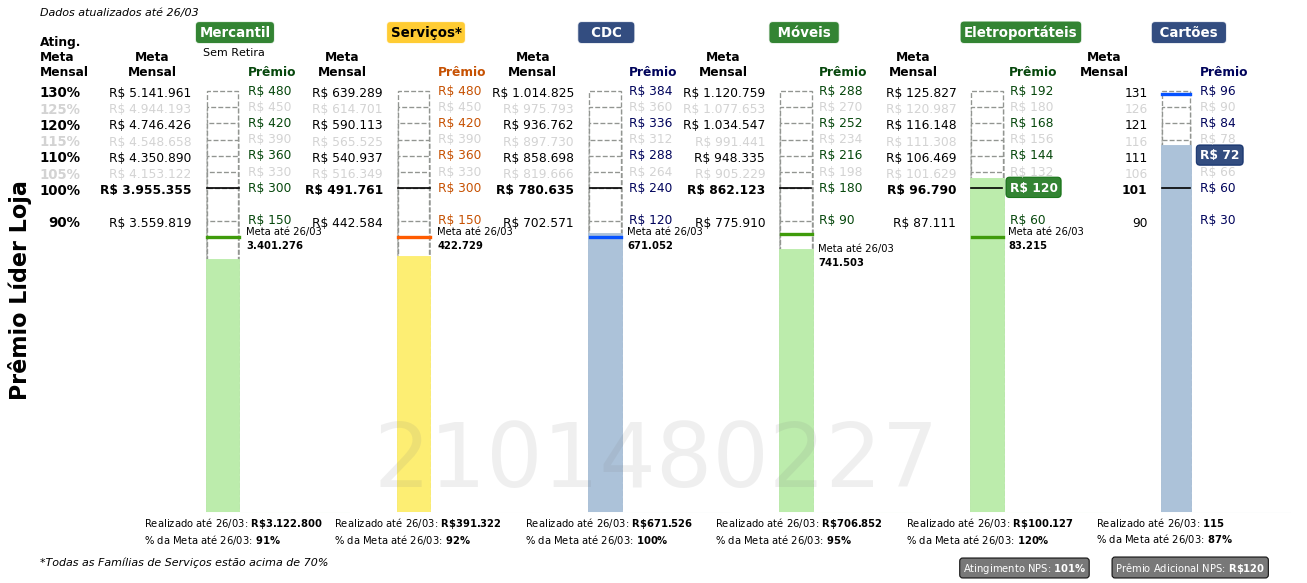 Dados atualizados até 26/03
Mercantil Serviços* CDC Móveis Eletroportáteis Cartões
Sem Retira
Ating. Meta Mensal Meta Mensal Prêmio Meta Mensal Prêmio Meta Mensal Prêmio Meta Mensal Prêmio Meta Mensal Prêmio Meta Mensal Prêmio
130% R$ 5.141.961 R$ 480 R$ 639.289 R$ 480 R$ 1.014.825 R$ 384 R$ 1.120.759 R$ 288 R$ 125.827 R$ 192 131 R$ 96
125% R$ 4.944.193 R$ 450 R$ 614.701 R$ 450 R$ 975.793 R$ 360 R$ 1.077.653 R$ 270 R$ 120.987 R$ 180 126 R$ 90
120% R$ 4.746.426 R$ 420 R$ 590.113 R$ 420 R$ 936.762 R$ 336 R$ 1.034.547 R$ 252 R$ 116.148 R$ 168 121 R$ 84
115% R$ 4.548.658 R$ 390 R$ 565.525 R$ 390 R$ 897.730 R$ 312 R$ 991.441 R$ 234 R$ 111.308 R$ 156 116 R$ 78
110% R$ 4.350.890 R$ 360 R$ 540.937 R$ 360 R$ 858.698 R$ 288 R$ 948.335 R$ 216 R$ 106.469 R$ 144 111 R$ 72
105% R$ 4.153.122 R$ 330 R$ 516.349 R$ 330 R$ 819.666 R$ 264 R$ 905.229 R$ 198 R$ 101.629 R$ 132 106 R$ 66
100% R$ 3.955.355 R$ 300 R$ 491.761 R$ 300 R$ 780.635 R$ 240 R$ 862.123 R$ 180 R$ 96.790 R$ 120 101 R$ 60
90% R$ 3.559.819 R$ 150 R$ 442.584 R$ 150 R$ 702.571 R$ 120 R$ 775.910 R$ 90 R$ 87.111 R$ 60 90 R$ 30
Meta até 26/03 Meta até 26/03 Meta até 26/03 Meta até 26/03
3.401.276 422.729 671.052 83.215
Meta até 26/03
741.503
Prêmio Líder Loja
2101480227
Realizado até 26/03: R$3.122.800 Realizado até 26/03: R$391.322 Realizado até 26/03: R$671.526 Realizado até 26/03: R$706.852 Realizado até 26/03: R$100.127 Realizado até 26/03: 115
% da Meta até 26/03: 91% % da Meta até 26/03: 92% % da Meta até 26/03: 100% % da Meta até 26/03: 95% % da Meta até 26/03: 120% % da Meta até 26/03: 87%
*Todas as Famílias de Serviços estão acima de 70%
Atingimento NPS: 101% Prêmio Adicional NPS: R$120